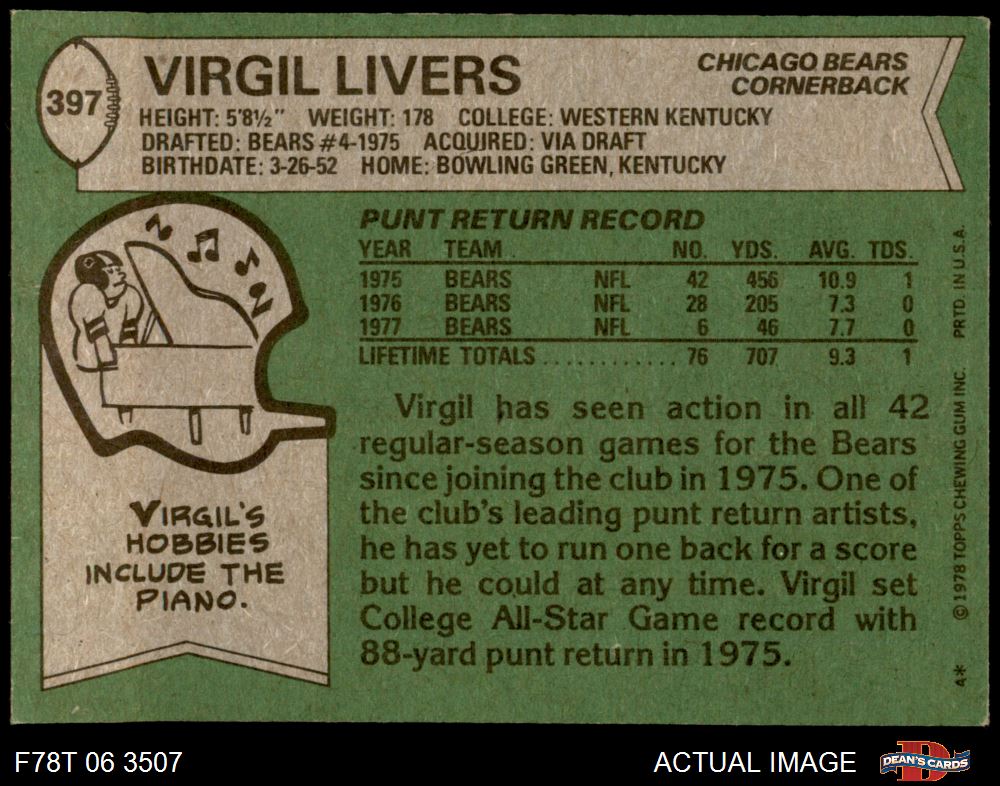 397
VIRGIL LIVERS
CHICAGO BEARS
CORNERBACK
HEIGHT: 5'8½" WEIGHT: 178 COLLEGE: WESTERN KENTUCKY
DRAFTED: BEARS #4-1975 ACQUIRED: VIA DRAFT
BIRTHDATE: 3-26-52 HOME: BOWLING GREEN, KENTUCKY
PUNT RETURN RECORD
YEAR TEAM NO. YDS. AVG. TDS.
1975 BEARS NFL 42 456 10.9 1
1976 BEARS NFL 28 205 7.3 0
1977 BEARS NFL 6 46 7.7 0
LIFETIME TOTALS ............ 76 707 9.3 1
Virgil has seen action in all 42
regular-season games for the Bears
since joining the club in 1975. One of
the club's leading punt return artists,
he has yet to run one back for a score
but he could at any time. Virgil set
College All-Star Game record with
88-yard punt return in 1975.
VIRGIL'S
HOBBIES
INCLUDE THE
PIANO.
A* © 1978 TOPPS CHEWING GUM INC. PRTD. IN U.S.A.
F78T 06 3507
ACTUAL IMAGE
DEAN'S CARDS